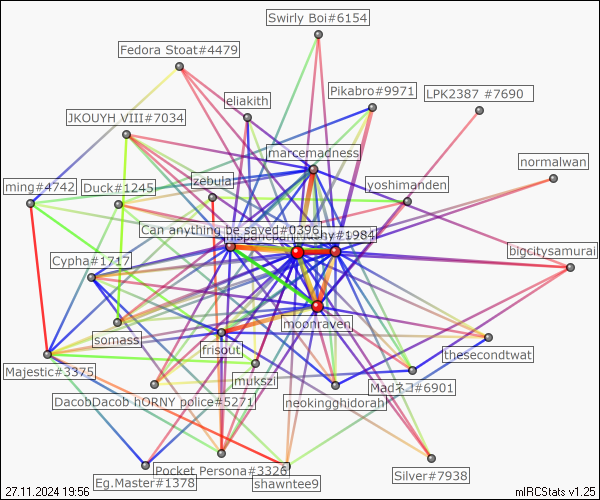 Swirly Boi#6154
Fedora Stoat#4479
Pikabro#9971
LPK2387 #7690
eliakith
JKOUYH VIII#7034
marcemadness
normalwan
zebula
ming#4742
Duck#1245
yoshimanden
Can anything be saved#0396
#1984
bigcitysamurai
Cypha#1717
moonraven
somass
frisout
thesecondtwat
Majestic#3375
mukszi
Madネコ#6901
DacobDacob hORNY police#5271
neokingghidorah
Pocket Persona#3326
Silver#7938
Eg.Master#1378
shawntee9
27.11.2024 19:56
mIRCStats v1.25